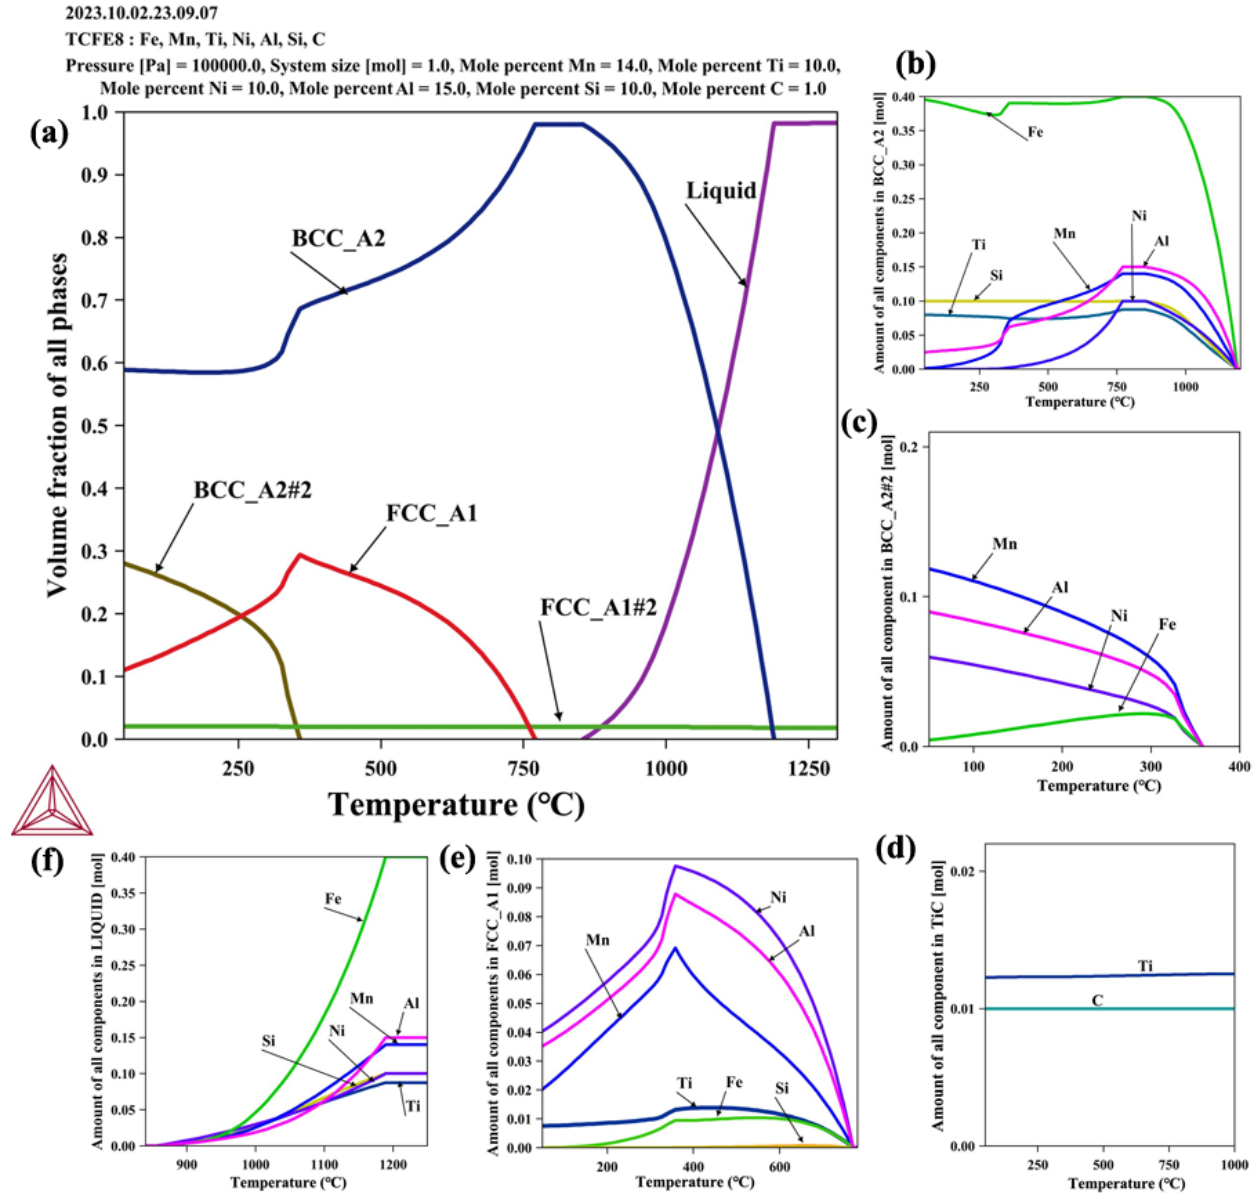 2023.10.02.23.09.07
TCFE8 : Fe, Mn, Ti, Ni, Al, Si, C
Pressure [Pa] = 100000.0, System size [mol] = 1.0, Mole percent Mn = 14.0, Mole percent Ti = 10.0,
Mole percent Ni = 10.0, Mole percent Al = 15.0, Mole percent Si = 10.0, Mole percent C = 1.0
(a)
Volume fraction of all phases
1.0
0.9
0.8
0.7
0.6
0.5
0.4
0.3
0.2
0.1
0.0
BCC_A2
Liquid
BCC_A2#2
FCC_A1
FCC_A1#2
250 500 750 1000 1250
Temperature (℃)
(b)
Amount of all components in BCC_A2 [mol]
0.40
0.35
0.30
0.25
0.20
0.15
0.10
0.05
0.00
Fe
Ni
Mn
Al
Ti
Si
250 500 750 1000
Temperature (℃)
(c)
Amount of all component in BCC_A2#2 [mol]
0.2
0.1
0.0
Mn
Al
Ni
Fe
100 200 300 400
Temperature (℃)
(f)
Amount of all components in LIQUID [mol]
0.40
0.35
0.30
0.25
0.20
0.15
0.10
0.05
0.00
Fe
Mn
Al
Ni
Si
Ti
900 1000 1100 1200
Temperature (℃)
(e)
Amount of all components in FCC_A1 [mol]
0.10
0.09
0.08
0.07
0.06
0.05
0.04
0.03
0.02
0.01
0.00
Ni
Al
Mn
Ti
Fe
Si
200 400 600
Temperature (℃)
(d)
Amount of all component in TiC [mol]
0.02
0.01
0.00
Ti
C
250 500 750 1000
Temperature (℃)